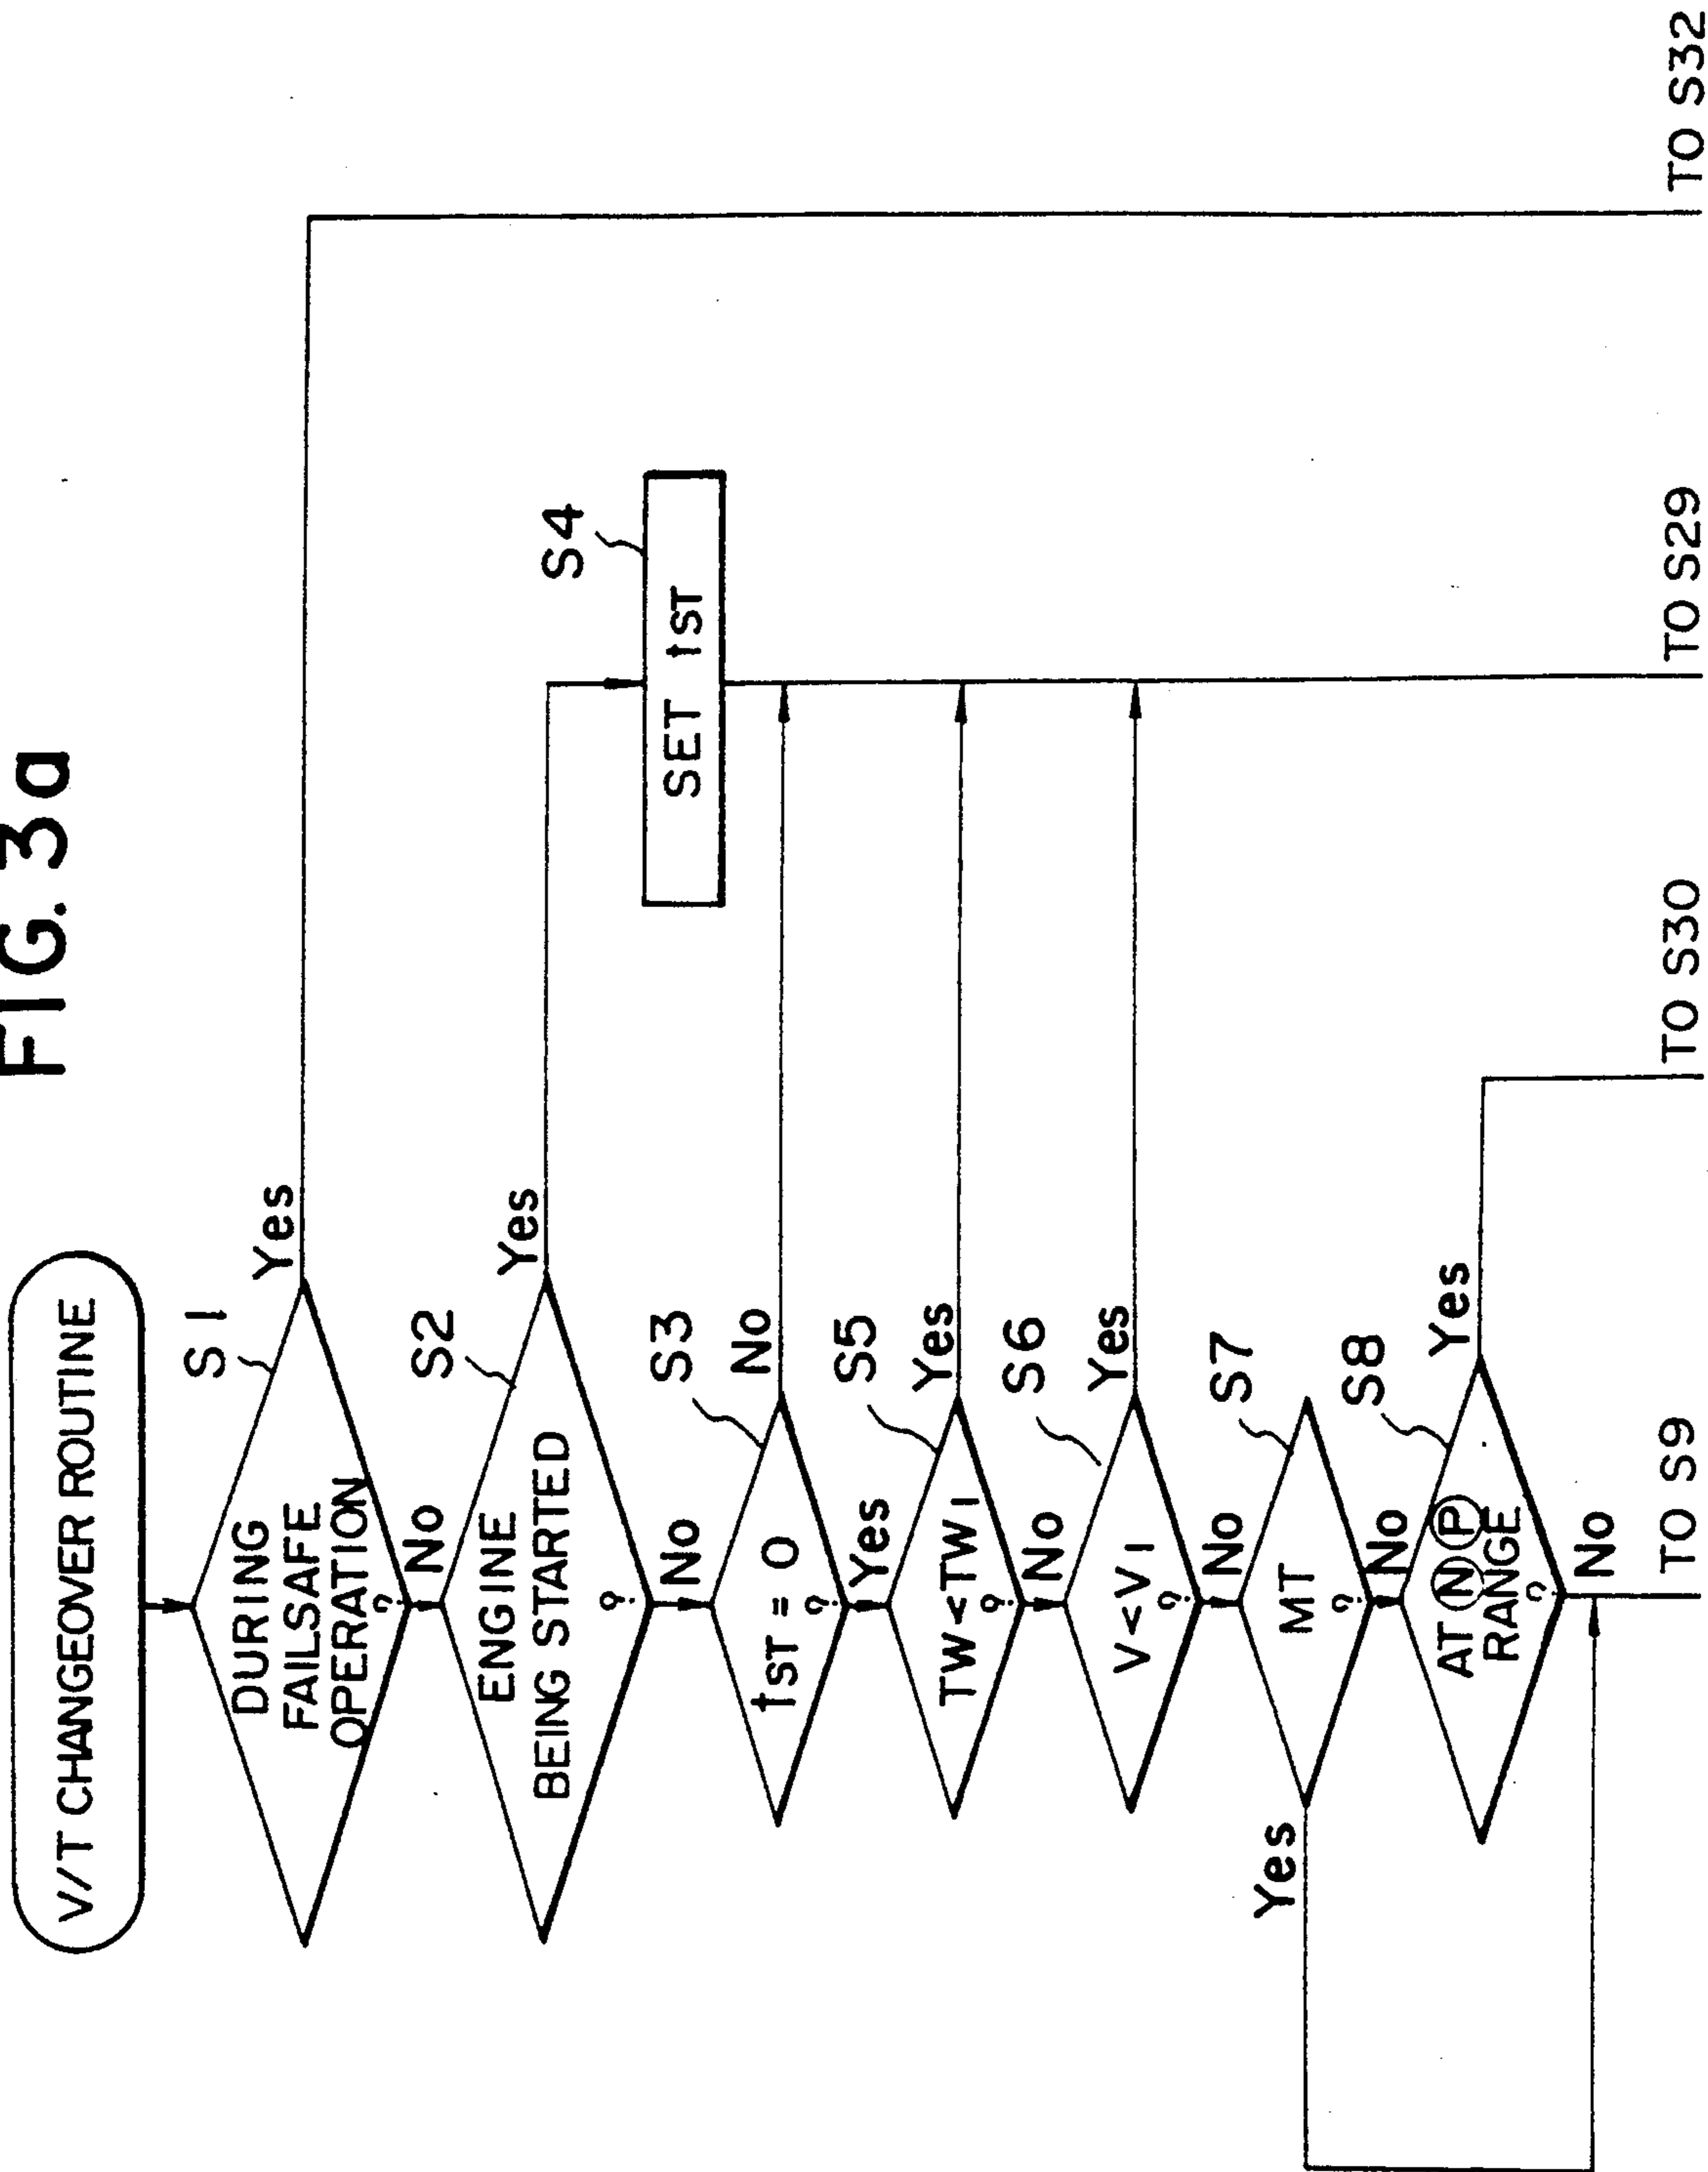 FIG. 3a
V/T CHANGEOVER ROUTINE
S1
DURING
FAILSAFE
OPERATION
?
Yes
No
S2
ENGINE
BEING STARTED
?
Yes
No
S4
SET tST
S3
tST = 0
?
No
Yes
S5
TW<TW1
?
Yes
No
S6
V<V1
?
Yes
No
S7
MT
?
Yes
No
S8
AT N P
RANGE
?
Yes
No
TO S9
TO S30
TO S29
TO S32